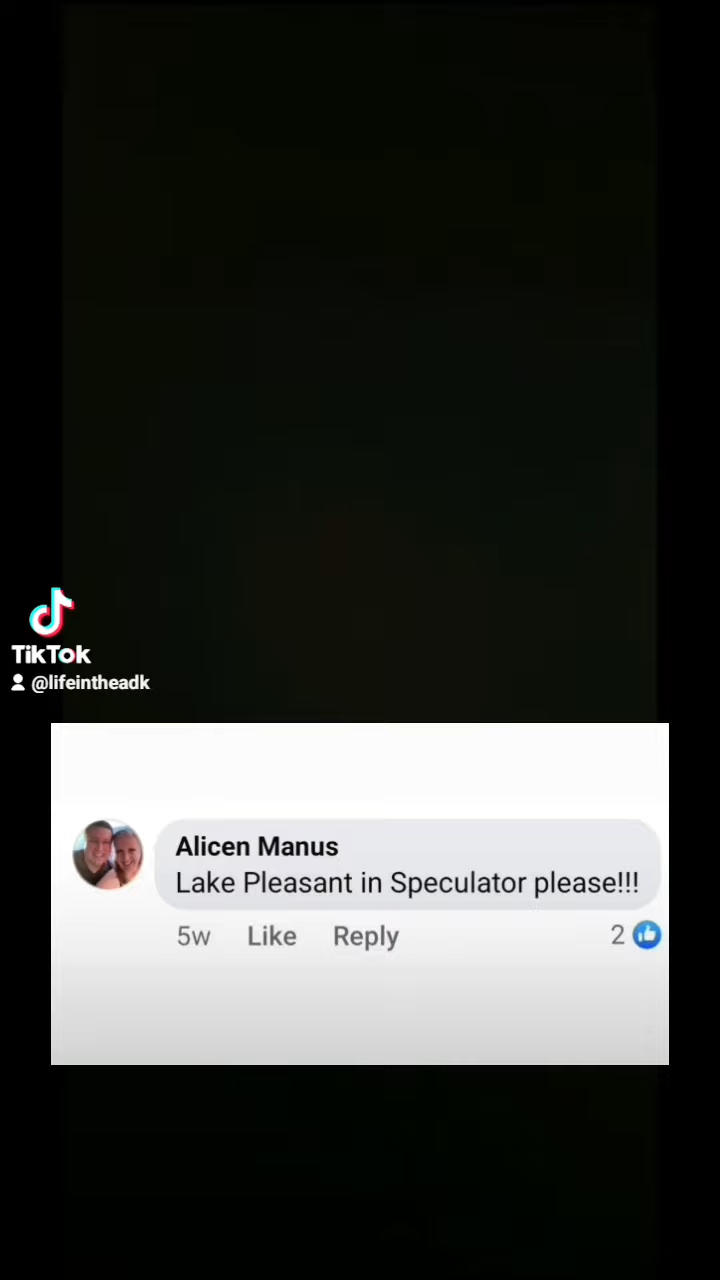 TikTok
@lifeintheadk
Alicen Manus
Lake Pleasant in Speculator please!!!
5w Like Reply 2